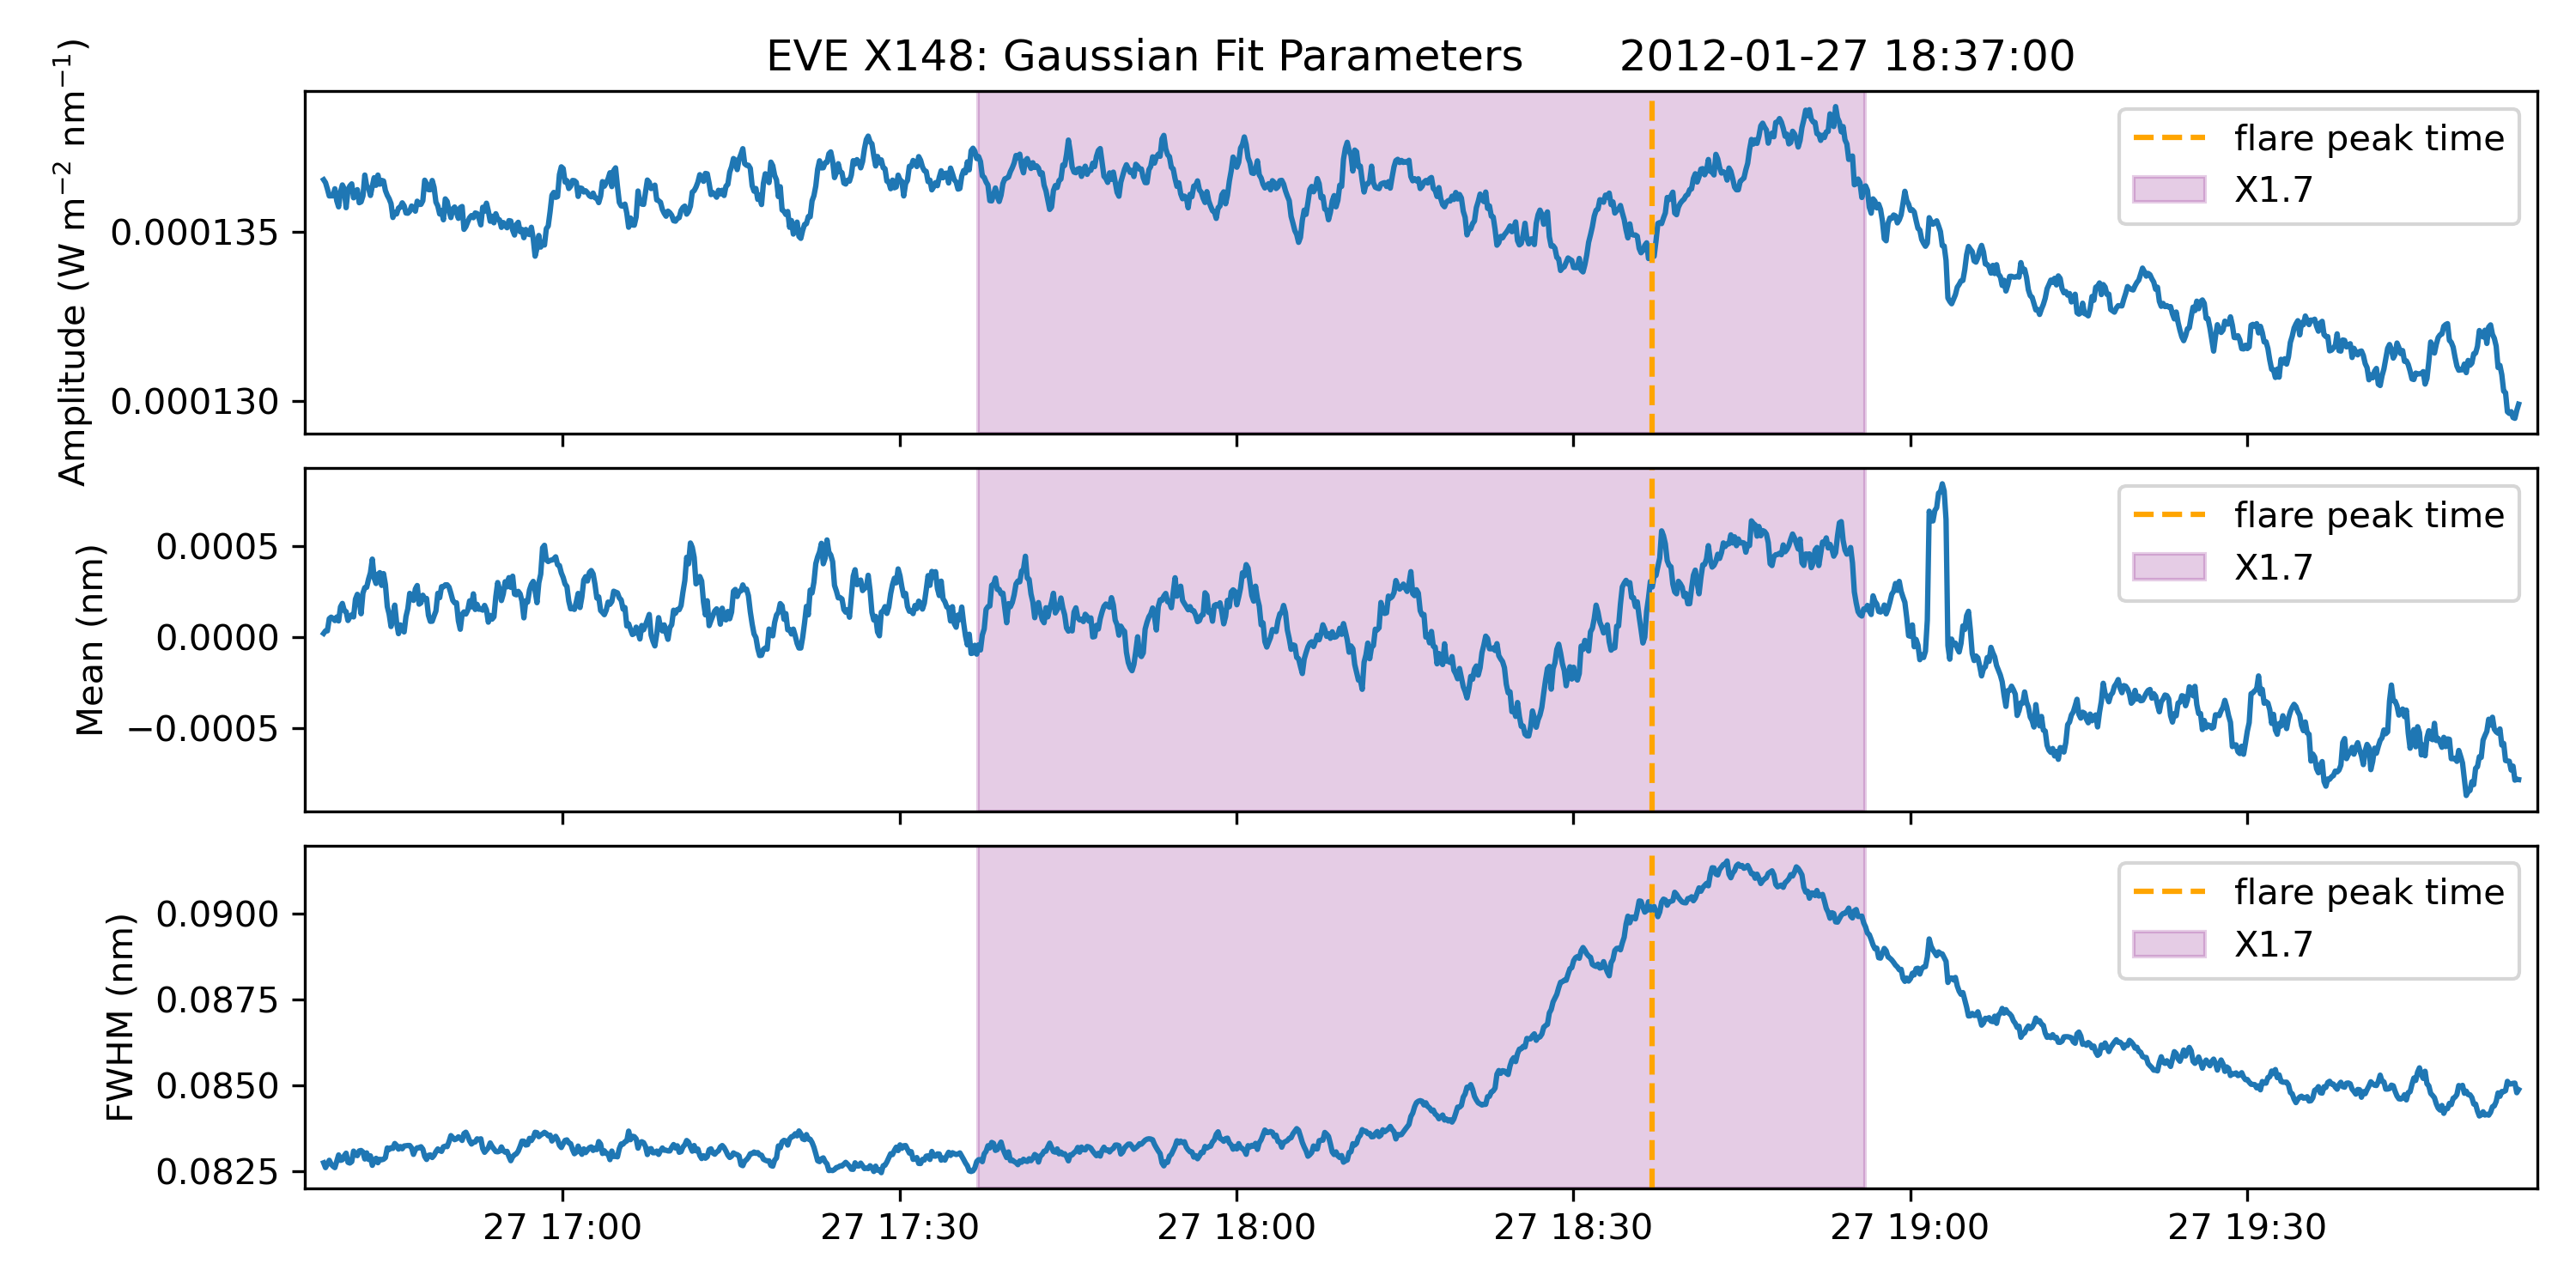 EVE X148: Gaussian Fit Parameters 2012-01-27 18:37:00
Amplitude (W m⁻² nm⁻¹)
0.000135
0.000130
flare peak time
X1.7
Mean (nm)
0.0005
0.0000
−0.0005
flare peak time
X1.7
FWHM (nm)
0.0900
0.0875
0.0850
0.0825
flare peak time
X1.7
27 17:00 27 17:30 27 18:00 27 18:30 27 19:00 27 19:30